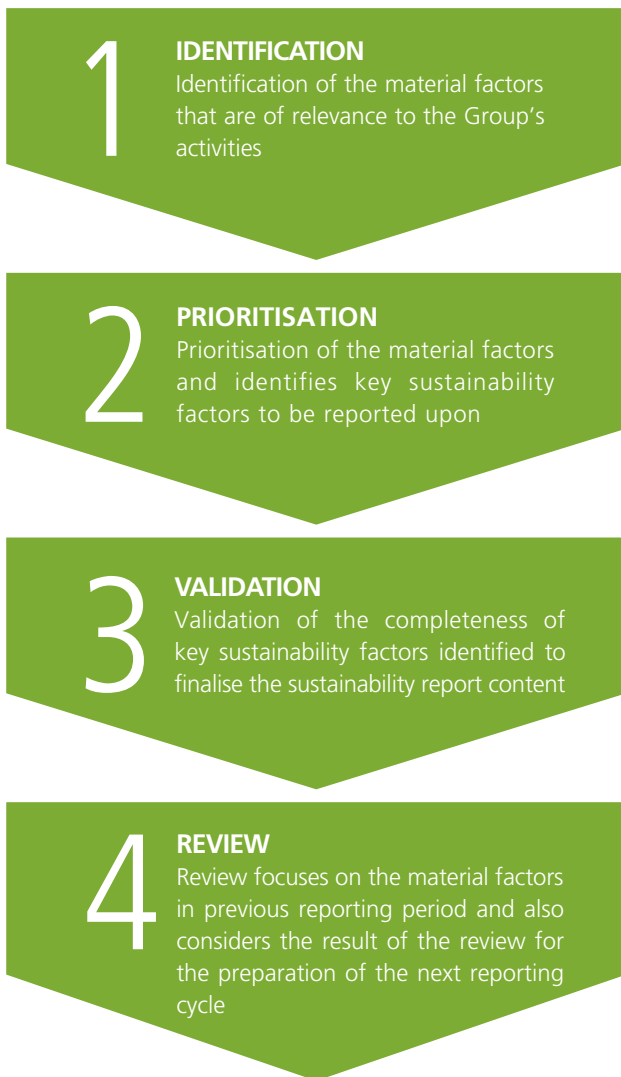 1
IDENTIFICATION
Identification of the material factors
that are of relevance to the Group's
activities
2
PRIORITISATION
Prioritisation of the material factors
and identifies key sustainability
factors to be reported upon
3
VALIDATION
Validation of the completeness of
key sustainability factors identified to
finalise the sustainability report content
4
REVIEW
Review focuses on the material factors
in previous reporting period and also
considers the result of the review for
the preparation of the next reporting
cycle